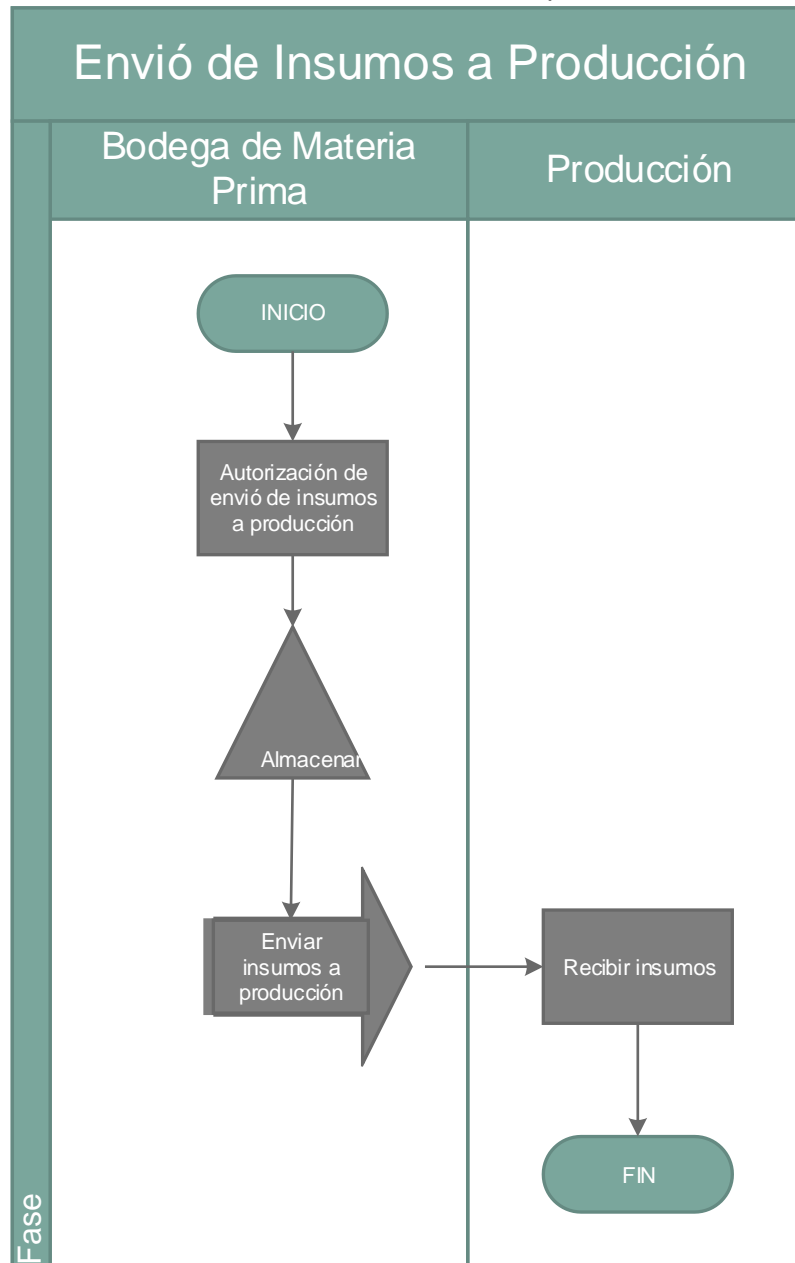 Envió de Insumos a Producción
Bodega de Materia
Prima
Producción
INICIO
Autorización de
envió de insumos
a producción
Almacenar
Enviar
insumos a
producción
Recibir insumos
FIN
Fase